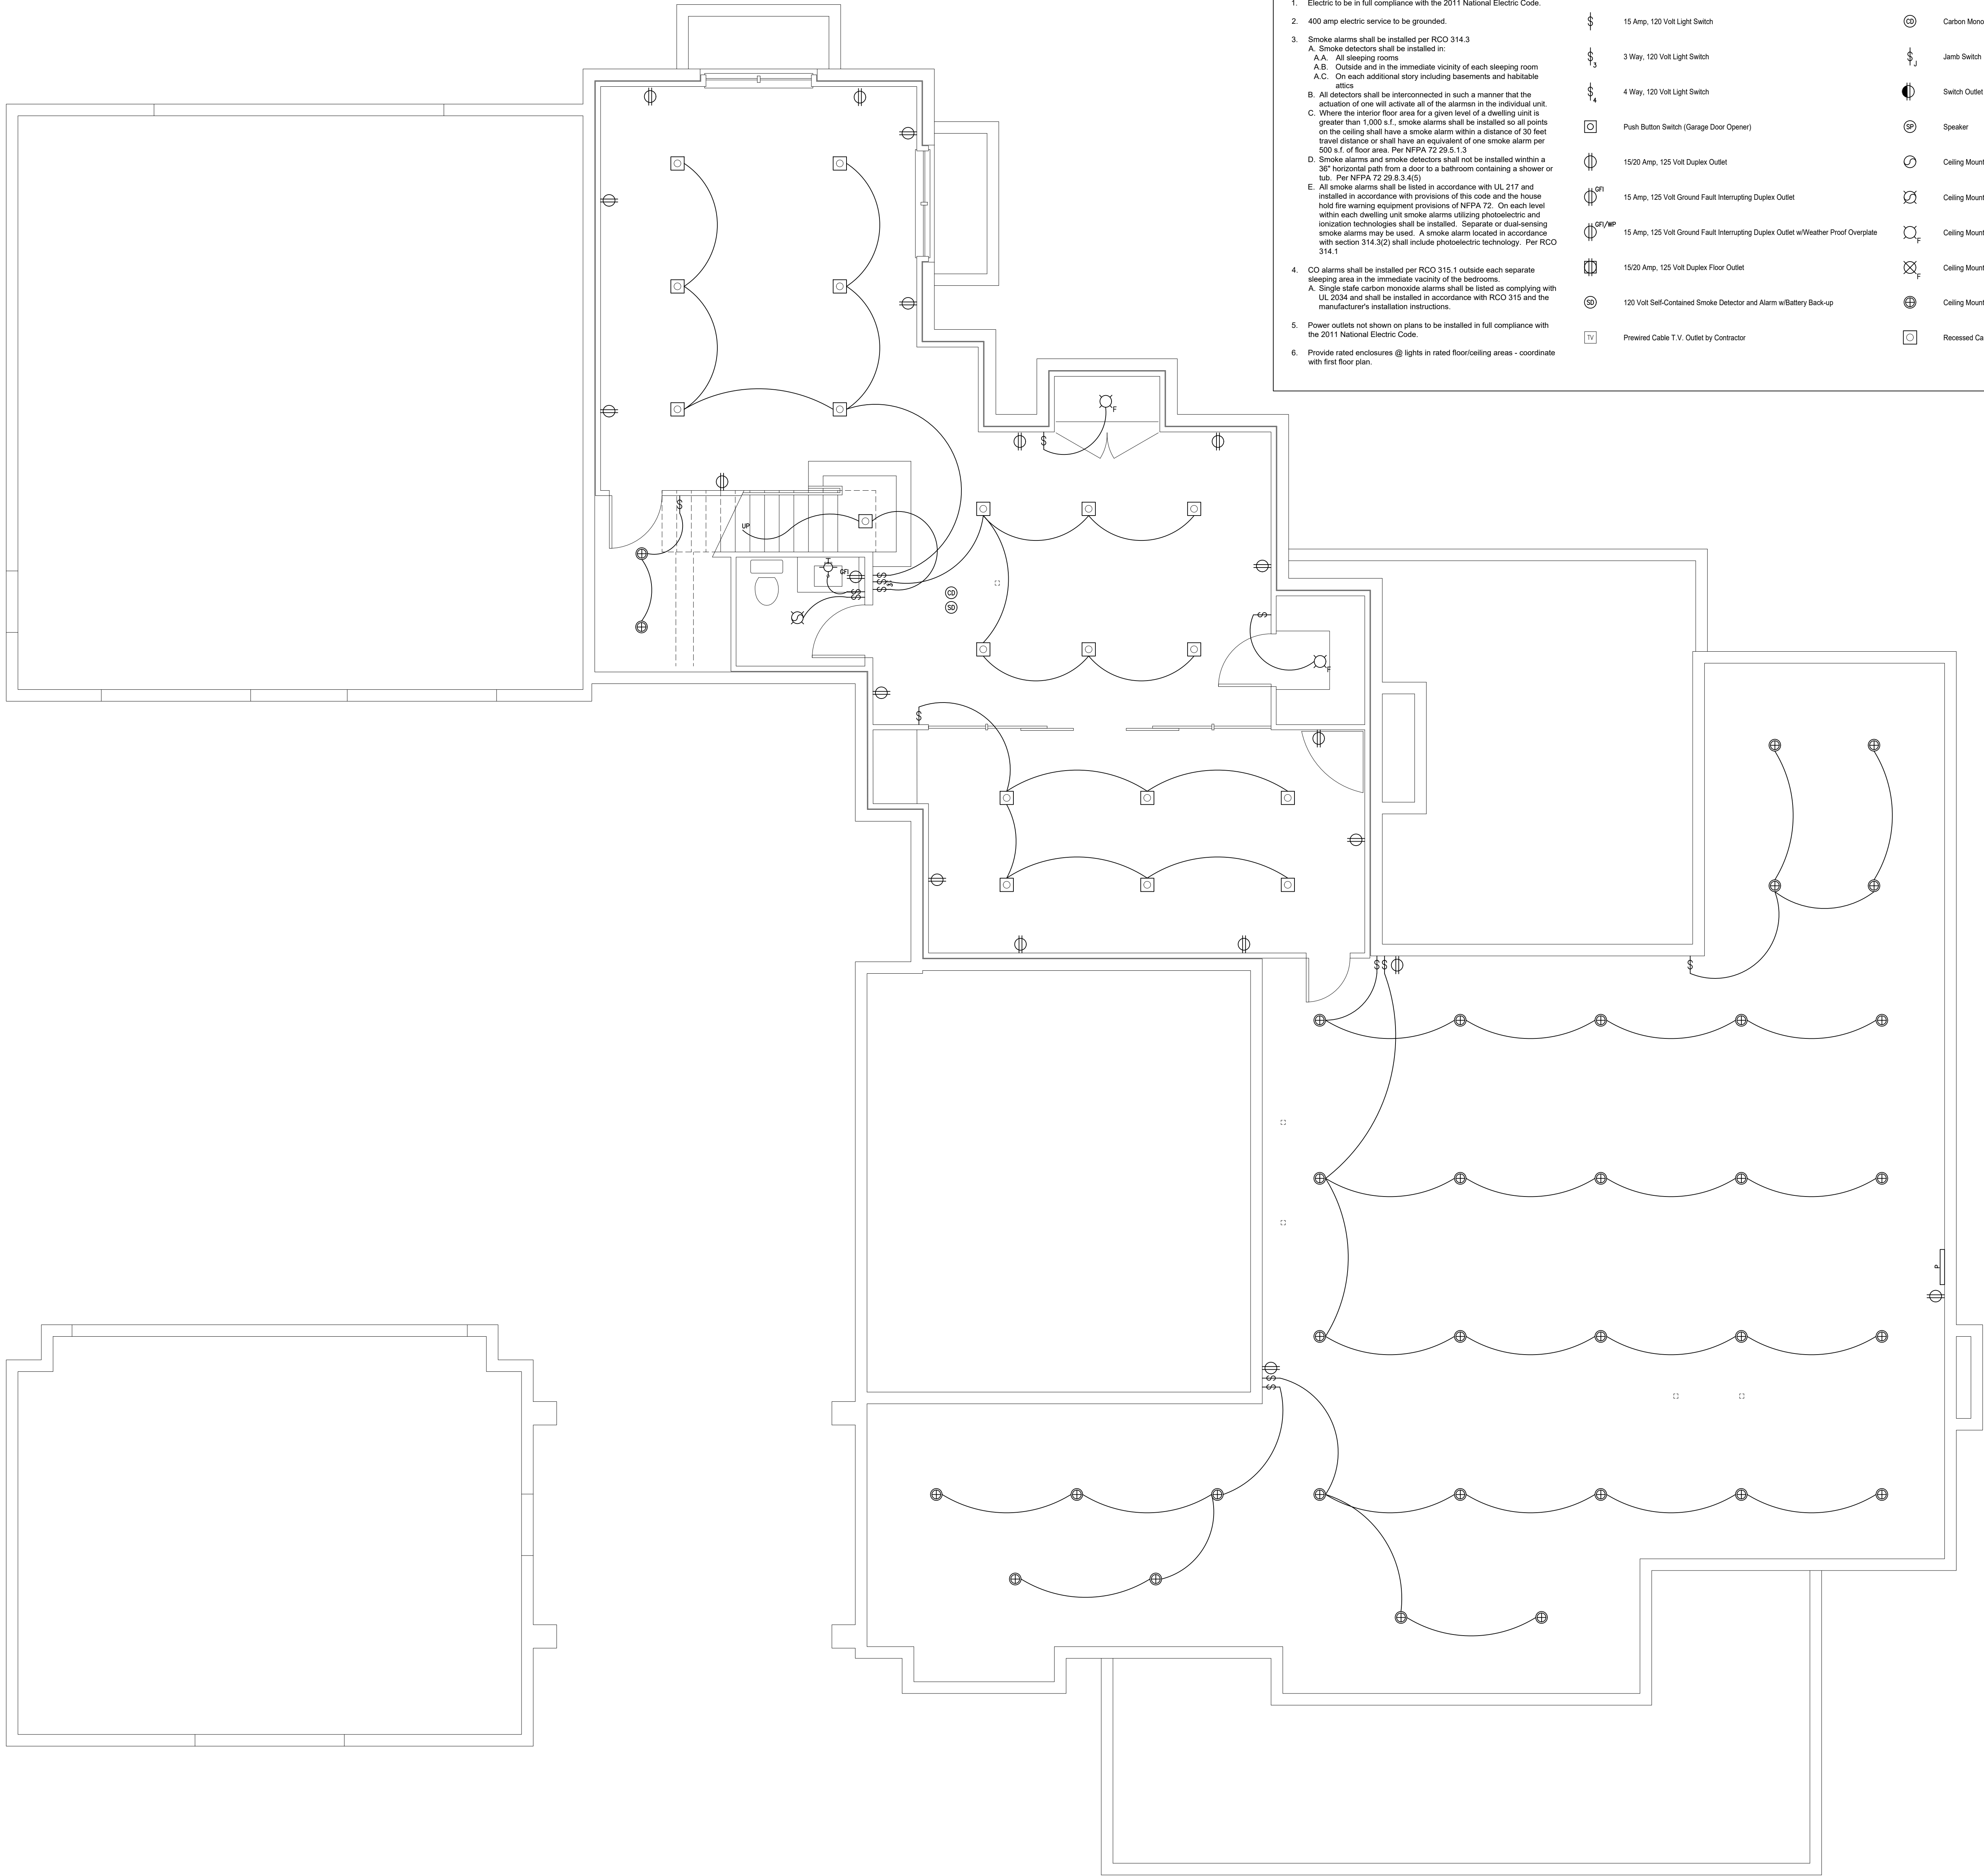 1. Electric to be in full compliance with the 2011 National Electric Code.
2. 400 amp electric service to be grounded.
3. Smoke alarms shall be installed per RCO 314.3
A. Smoke detectors shall be installed in:
A.A. All sleeping rooms
A.B. Outside and in the immediate vicinity of each sleeping room
A.C. On each additional story including basements and habitable
attics
B. All detectors shall be interconnected in such a manner that the
actuation of one will activate all of the alarmsn in the individual unit.
C. Where the interior floor area for a given level of a dwelling uinit is
greater than 1,000 s.f., smoke alarms shall be installed so all points
on the ceiling shall have a smoke alarm within a distance of 30 feet
travel distance or shall have an equivalent of one smoke alarm per
500 s.f. of floor area. Per NFPA 72 29.5.1.3
D. Smoke alarms and smoke detectors shall not be installed winthin a
36" horizontal path from a door to a bathroom containing a shower or
tub. Per NFPA 72 29.8.3.4(5)
E. All smoke alarms shall be listed in accordance with UL 217 and
installed in accordance with provisions of this code and the house
hold fire warning equipment provisions of NFPA 72. On each level
within each dwelling unit smoke alarms utilizing photoelectric and
ionization technologies shall be installed. Separate or dual-sensing
smoke alarms may be used. A smoke alarm located in accordance
with section 314.3(2) shall include photoelectric technology. Per RCO
314.1
4. CO alarms shall be installed per RCO 315.1 outside each separate
sleeping area in the immediate vacinity of the bedrooms.
A. Single stafe carbon monoxide alarms shall be listed as complying with
UL 2034 and shall be installed in accordance with RCO 315 and the
manufacturer's installation instructions.
5. Power outlets not shown on plans to be installed in full compliance with
the 2011 National Electric Code.
6. Provide rated enclosures @ lights in rated floor/ceiling areas - coordinate
with first floor plan.
$ 15 Amp, 120 Volt Light Switch
$ 3 3 Way, 120 Volt Light Switch
$ 4 4 Way, 120 Volt Light Switch
Push Button Switch (Garage Door Opener)
15/20 Amp, 125 Volt Duplex Outlet
GFI 15 Amp, 125 Volt Ground Fault Interrupting Duplex Outlet
GFI/WP 15 Amp, 125 Volt Ground Fault Interrupting Duplex Outlet w/Weather Proof Overplate
15/20 Amp, 125 Volt Duplex Floor Outlet
SD 120 Volt Self-Contained Smoke Detector and Alarm w/Battery Back-up
TV Prewired Cable T.V. Outlet by Contractor
CD Carbon Mono
$ J Jamb Switch
Switch Outlet
SP Speaker
Ceiling Mount
Ceiling Mount
F Ceiling Mount
F Ceiling Mount
Ceiling Mount
Recessed Ca
F
$
$
UP
GFI
$
$
$ 3
$
$
CD
SD
$
F
$
$ $
$
P
$
$